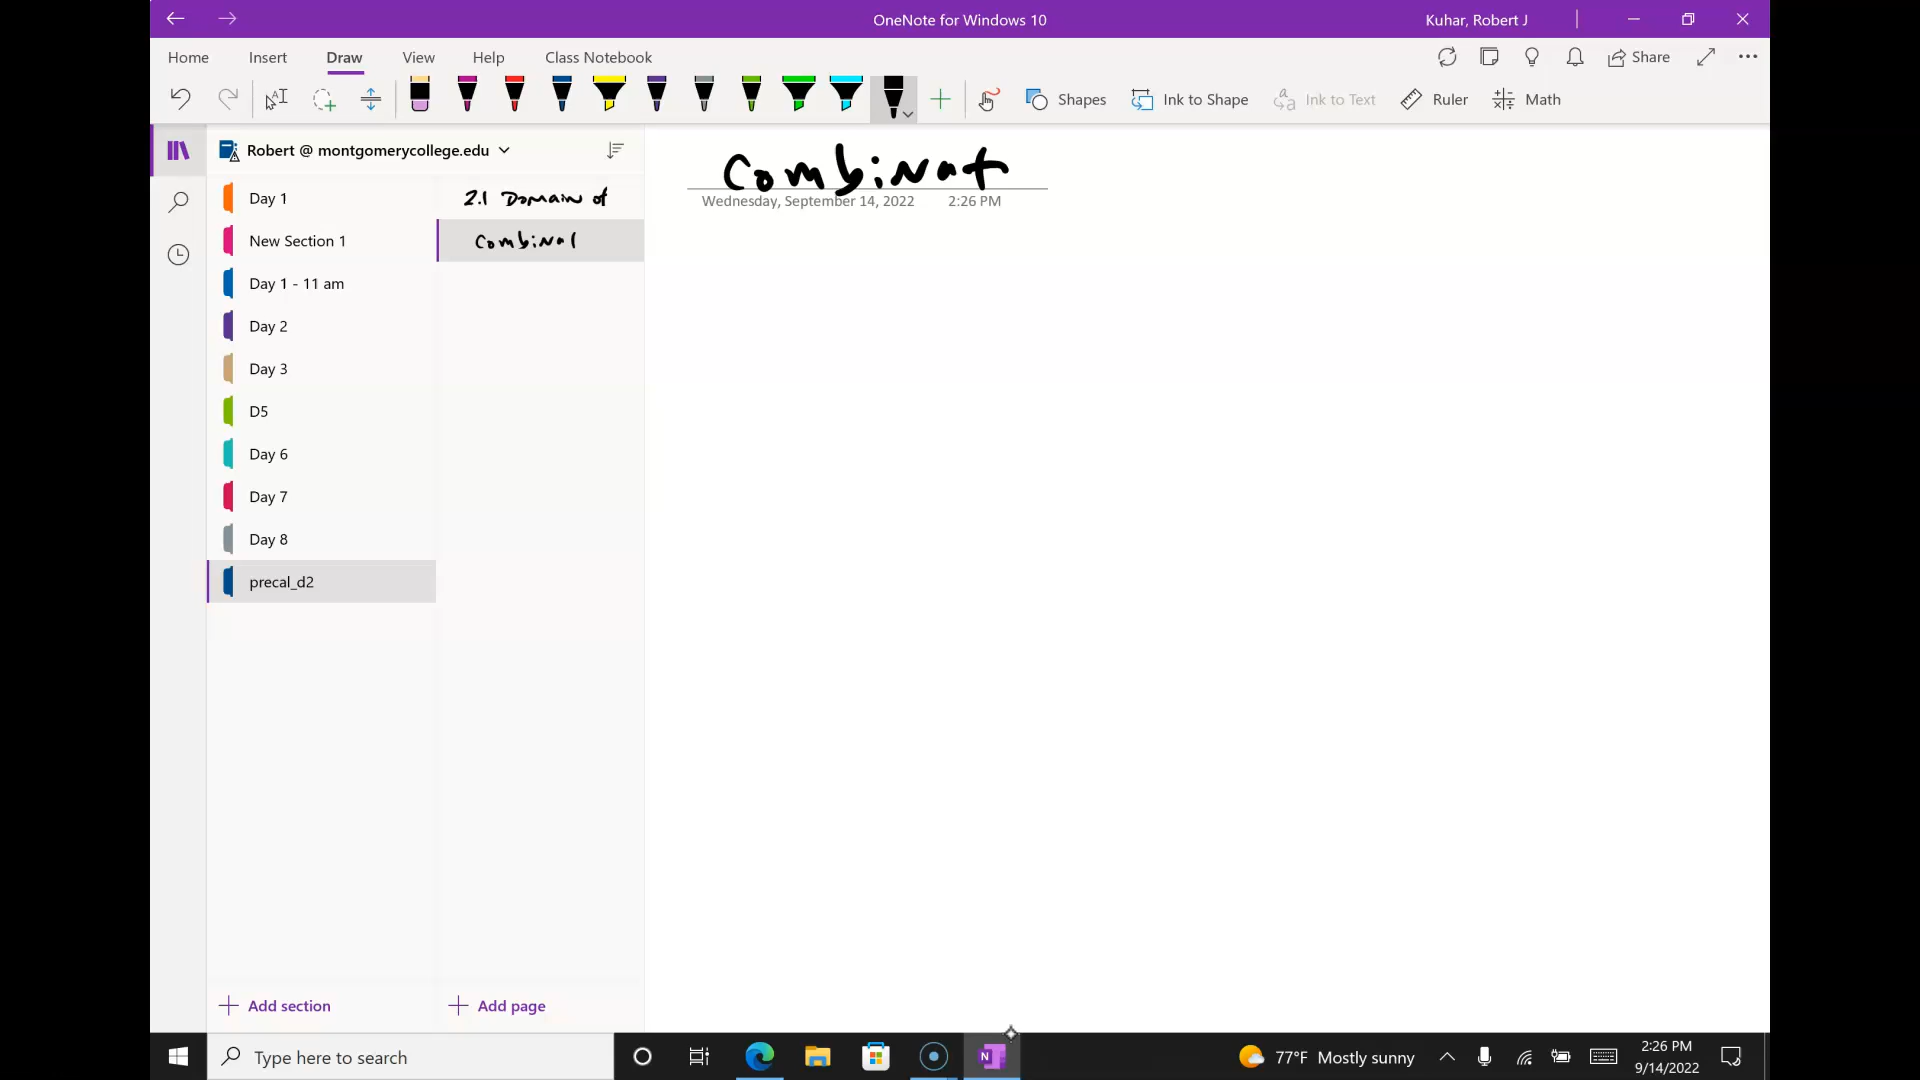 OneNote for Windows 10
Kuhar, Robert J
Home Insert Draw View Help Class Notebook
Share
Shapes Ink to Shape Ink to Text Ruler Math
Robert @ montgomerycollege.edu
Combinat
Wednesday, September 14, 2022 2:26 PM
Day 1
New Section 1
Day 1 - 11 am
Day 2
Day 3
D5
Day 6
Day 7
Day 8
precal_d2
2.1 Domain of
Combinat
Add section
Add page
Type here to search
77°F Mostly sunny
2:26 PM
9/14/2022